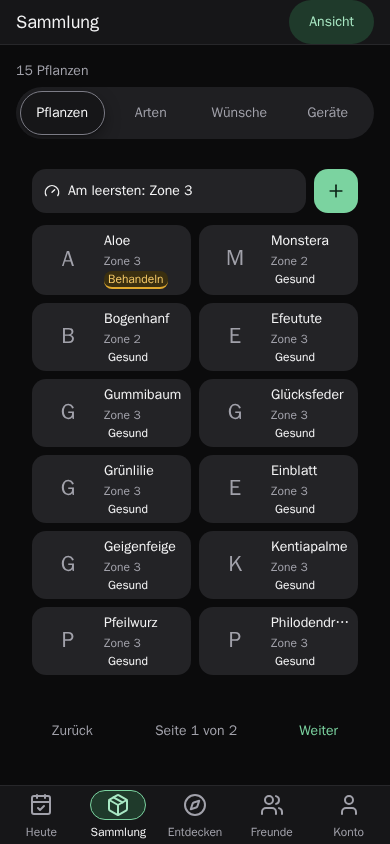 Sammlung
Ansicht
15 Pflanzen
Pflanzen
Arten
Wünsche
Geräte
Am leersten: Zone 3
A
Aloe
Zone 3
Behandeln
M
Monstera
Zone 2
Gesund
B
Bogenhanf
Zone 2
Gesund
E
Efeutute
Zone 3
Gesund
G
Gummibaum
Zone 3
Gesund
G
Glücksfeder
Zone 3
Gesund
G
Grünlilie
Zone 3
Gesund
E
Einblatt
Zone 3
Gesund
G
Geigenfeige
Zone 3
Gesund
K
Kentiapalme
Zone 3
Gesund
P
Pfeilwurz
Zone 3
Gesund
P
Philodendr…
Zone 3
Gesund
Zurück
Seite 1 von 2
Weiter
Heute
Sammlung
Entdecken
Freunde
Konto